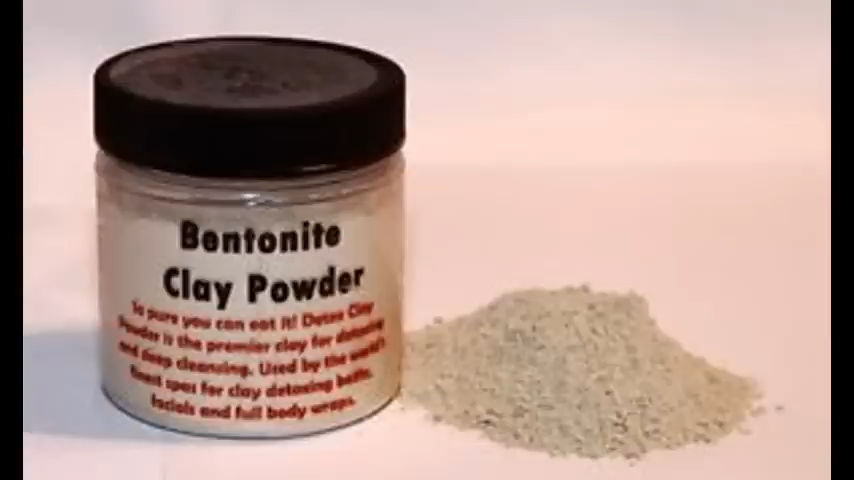 Bentonite
Clay Powder
So pure you can eat it! Detox Clay
Powder is the premier clay for detoxing
and deep cleansing. Used by the world's
finest spas for clay detoxing baths,
facials and full body wraps.